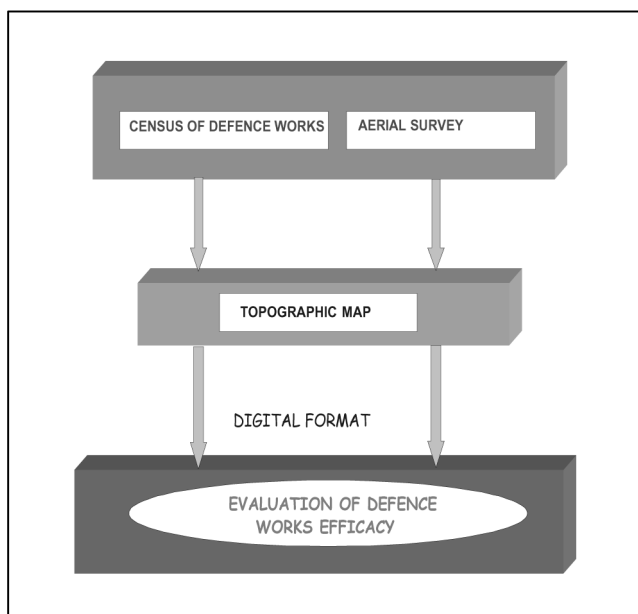 CENSUS OF DEFENCE WORKS
AERIAL SURVEY
TOPOGRAPHIC MAP
DIGITAL FORMAT
EVALUATION OF DEFENCE
WORKS EFFICACY